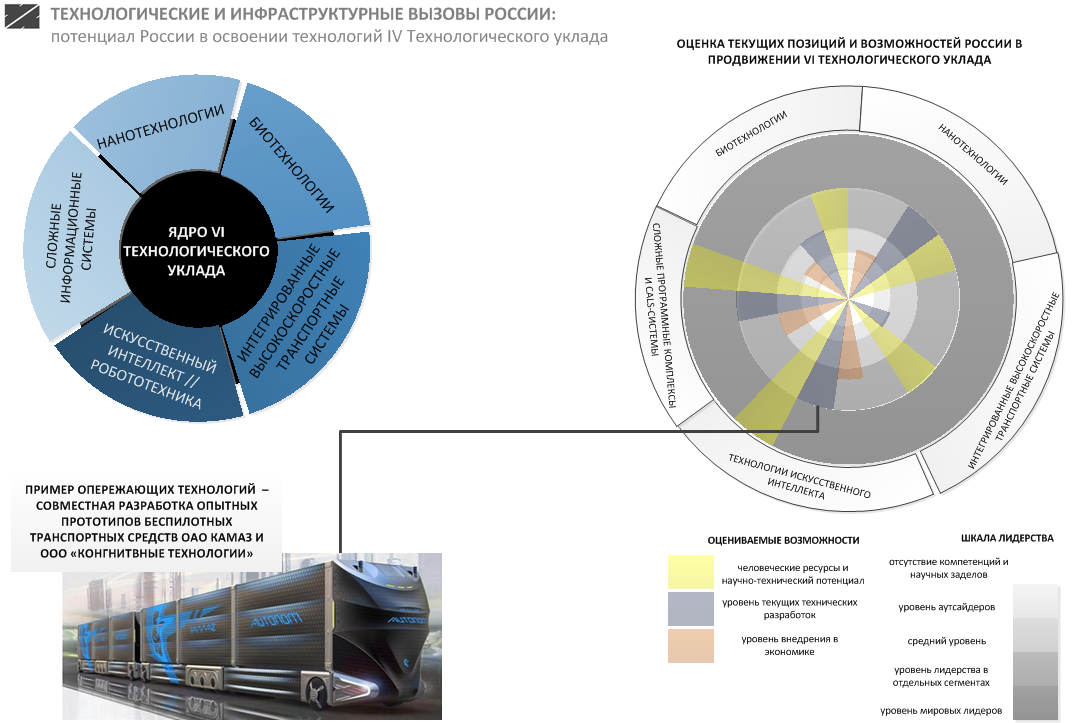 ТЕХНОЛОГИЧЕСКИЕ И ИНФРАСТРУКТУРНЫЕ ВЫЗОВЫ РОССИИ:
потенциал России в освоении технологий IV Технологического уклада
ОЦЕНКА ТЕКУЩИХ ПОЗИЦИЙ И ВОЗМОЖНОСТЕЙ РОССИИ В
ПРОДВИЖЕНИИ VI ТЕХНОЛОГИЧЕСКОГО УКЛАДА
НАНОТЕХНОЛОГИИ
БИОТЕХНОЛОГИИ
ИНТЕГРИРОВАННЫЕ
ВЫСОКОСКОРОСТНЫЕ
ТРАНСПОРТНЫЕ
СИСТЕМЫ
ИСКУССТВЕННЫЙ
ИНТЕЛЛЕКТ //
РОБОТОТЕХНИКА
СЛОЖНЫЕ
ИНФОРМАЦИОННЫЕ
СИСТЕМЫ
ЯДРО VI
ТЕХНОЛОГИЧЕСКОГО
УКЛАДА
БИОТЕХНОЛОГИИ
НАНОТЕХНОЛОГИИ
ИНТЕГРИРОВАННЫЕ ВЫСОКОСКОРОСТНЫЕ
ТРАНСПОРТНЫЕ СИСТЕМЫ
ТЕХНОЛОГИИ ИСКУССТВЕННОГО
ИНТЕЛЛЕКТА
СЛОЖНЫЕ ПРОГРАММНЫЕ КОМПЛЕКСЫ
И CALS-СИСТЕМЫ
ПРИМЕР ОПЕРЕЖАЮЩИХ ТЕХНОЛОГИЙ –
СОВМЕСТНАЯ РАЗРАБОТКА ОПЫТНЫХ
ПРОТОТИПОВ БЕСПИЛОТНЫХ
ТРАНСПОРТНЫХ СРЕДСТВ ОАО КАМАЗ И
ООО «КОНГНИТВНЫЕ ТЕХНОЛОГИИ»
AUTONOM
AUTONOM
ОЦЕНИВАЕМЫЕ ВОЗМОЖНОСТИ
человеческие ресурсы и
научно-технический потенциал
уровень текущих технических
разработок
уровень внедрения в
экономике
ШКАЛА ЛИДЕРСТВА
отсутствие компетенций и
научных заделов
уровень аутсайдеров
средний уровень
уровень лидерства в
отдельных сегментах
уровень мировых лидеров